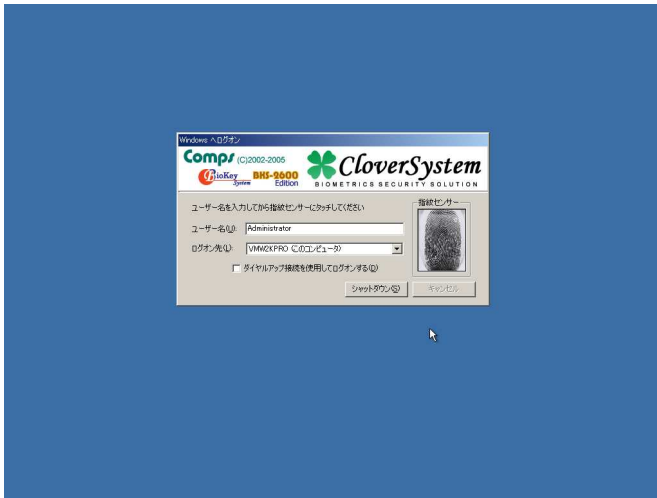 Windows へログオン
Comps (C)2002-2005
BioKey System BHS-2600 Edition
CloverSystem
BIOMETRICS SECURITY SOLUTION
ユーザー名を入力してから指紋センサーにタッチしてください
指紋センサー
ユーザー名(U): Administrator
ログオン先(L): VMW2KPRO (このコンピュータ)
ダイヤルアップ接続を使用してログオンする(D)
シャットダウン(S) キャンセル